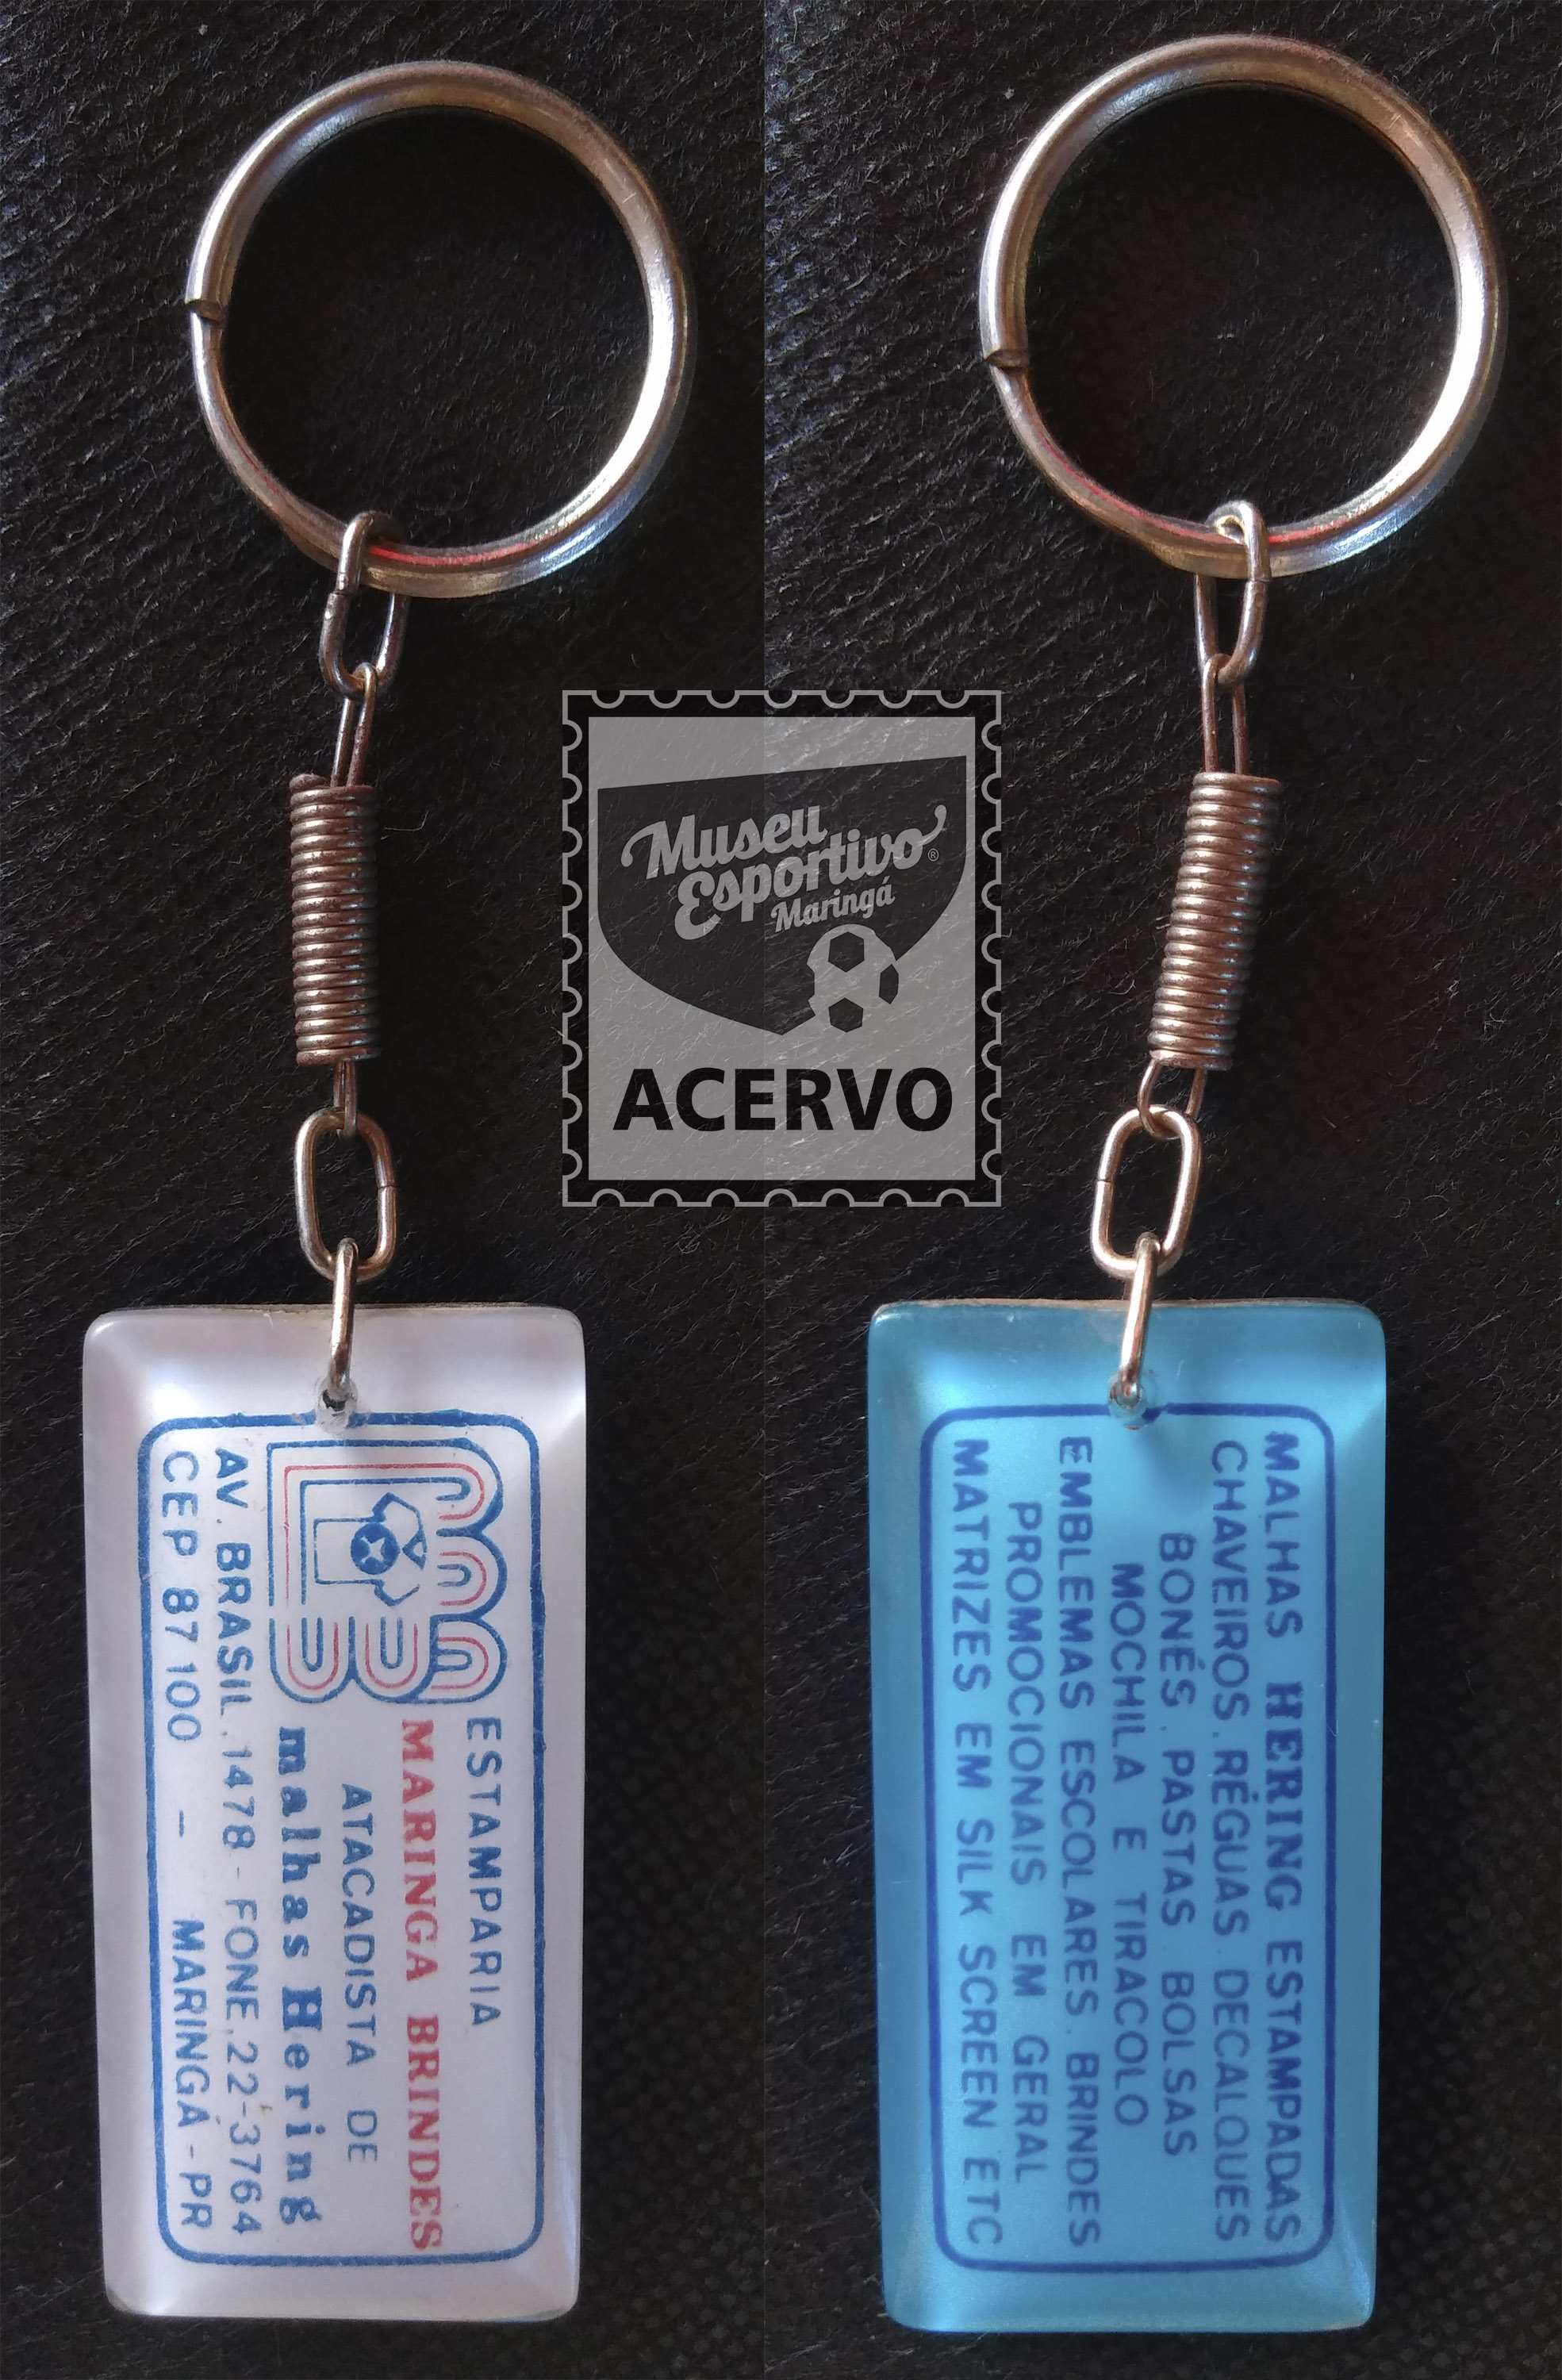 ESTAMPARIA
MARINGA BRINDES
ATACADISTA DE
malhas Hering
AV. BRASIL, 1478 - FONE, 22-3764
CEP 87100 - MARINGÁ - PR
Museu
Esportivo®
Maringá
ACERVO
MALHAS HERING ESTAMPADAS
CHAVEIROS. RÉGUAS. DECALQUES
BONÉS. PASTAS. BOLSAS
MOCHILA E TIRACOLO
EMBLEMAS ESCOLARES. BRINDES
PROMOCIONAIS EM GERAL
MATRIZES EM SILK SCREEN ETC